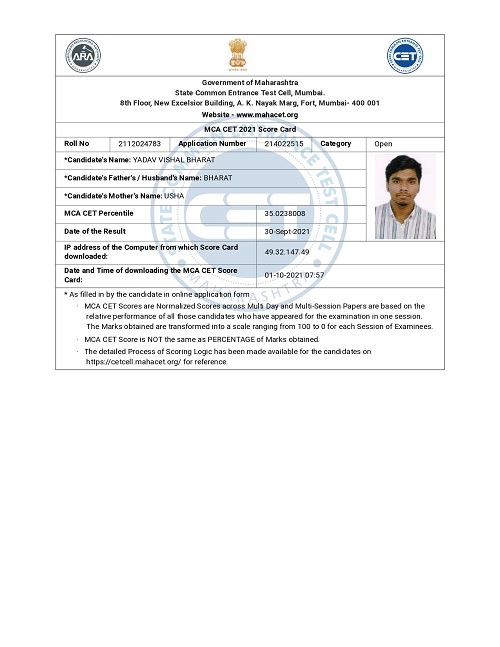 ARA
CET
Government of Maharashtra
State Common Entrance Test Cell, Mumbai.
8th Floor, New Excelsior Building, A. K. Nayak Marg, Fort, Mumbai- 400 001
Website - www.mahacet.org
MCA CET 2021 Score Card
Roll No 2112024783 Application Number 214022515 Category Open
*Candidate's Name: YADAV VISHAL BHARAT
*Candidate's Father's / Husband's Name: BHARAT
*Candidate's Mother's Name: USHA
MCA CET Percentile 35.0238008
Date of the Result 30-Sept-2021
IP address of the Computer from which Score Card
downloaded: 49.32.147.49
Date and Time of downloading the MCA CET Score
Card: 01-10-2021 07:57
* As filled in by the candidate in online application form
· MCA CET Scores are Normalized Scores across Multi Day and Multi-Session Papers are based on
relative performance of all those candidates who have appeared for the examination in one session.
The Marks obtained are transformed into a scale ranging from 100 to 0 for each Session of Examinees.
· MCA CET Score is NOT the same as PERCENTAGE of Marks obtained.
· The detailed Process of Scoring Logic has been made available for the candidates on
https://cetcell.mahacet.org/ for reference.
STATE COMMON ENTRANCE TEST CELL
CET
MAHARASHTRA